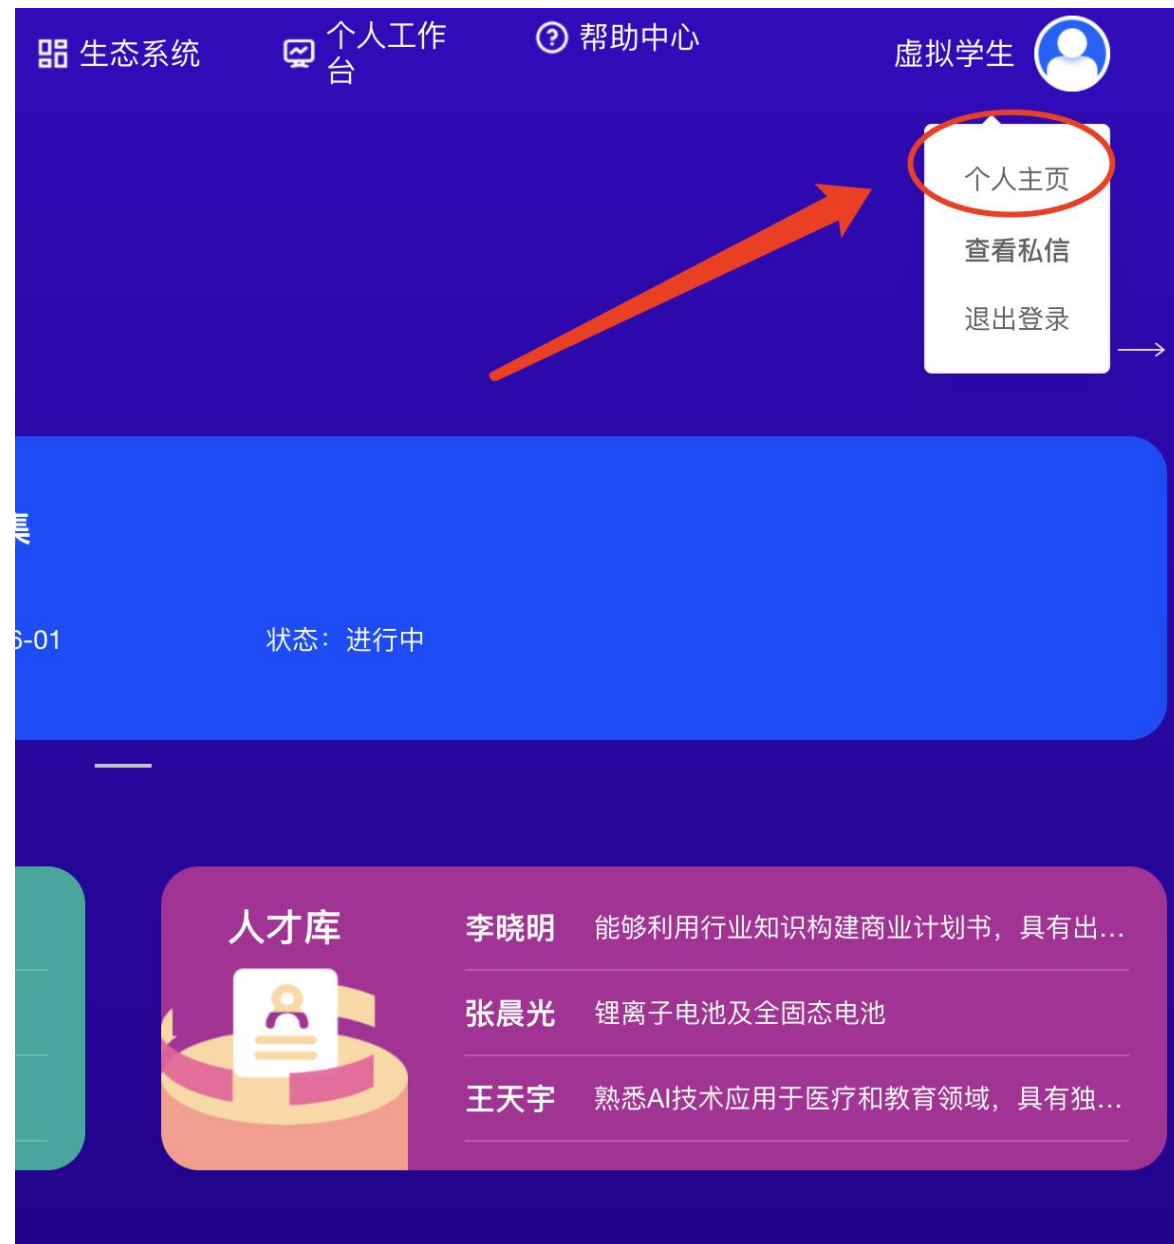 生态系统
个人工作
台
帮助中心
虚拟学生
个人主页
查看私信
退出登录
集
6-01
状态：进行中
人才库
李晓明 能够利用行业知识构建商业计划书，具有出...
张晨光 锂离子电池及全固态电池
王天宇 熟悉AI技术应用于医疗和教育领域，具有独...